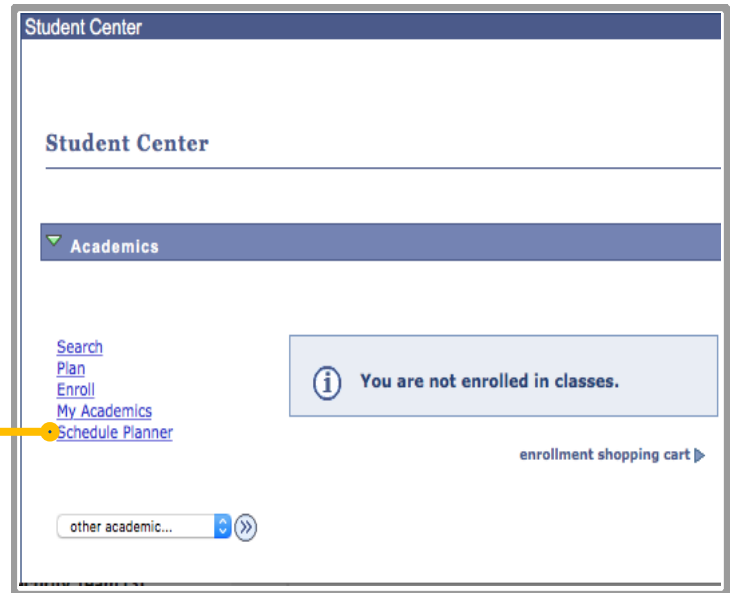 Student Center
Student Center
Academics
Search
Plan
Enroll
My Academics
Schedule Planner
You are not enrolled in classes.
enrollment shopping cart
other academic...